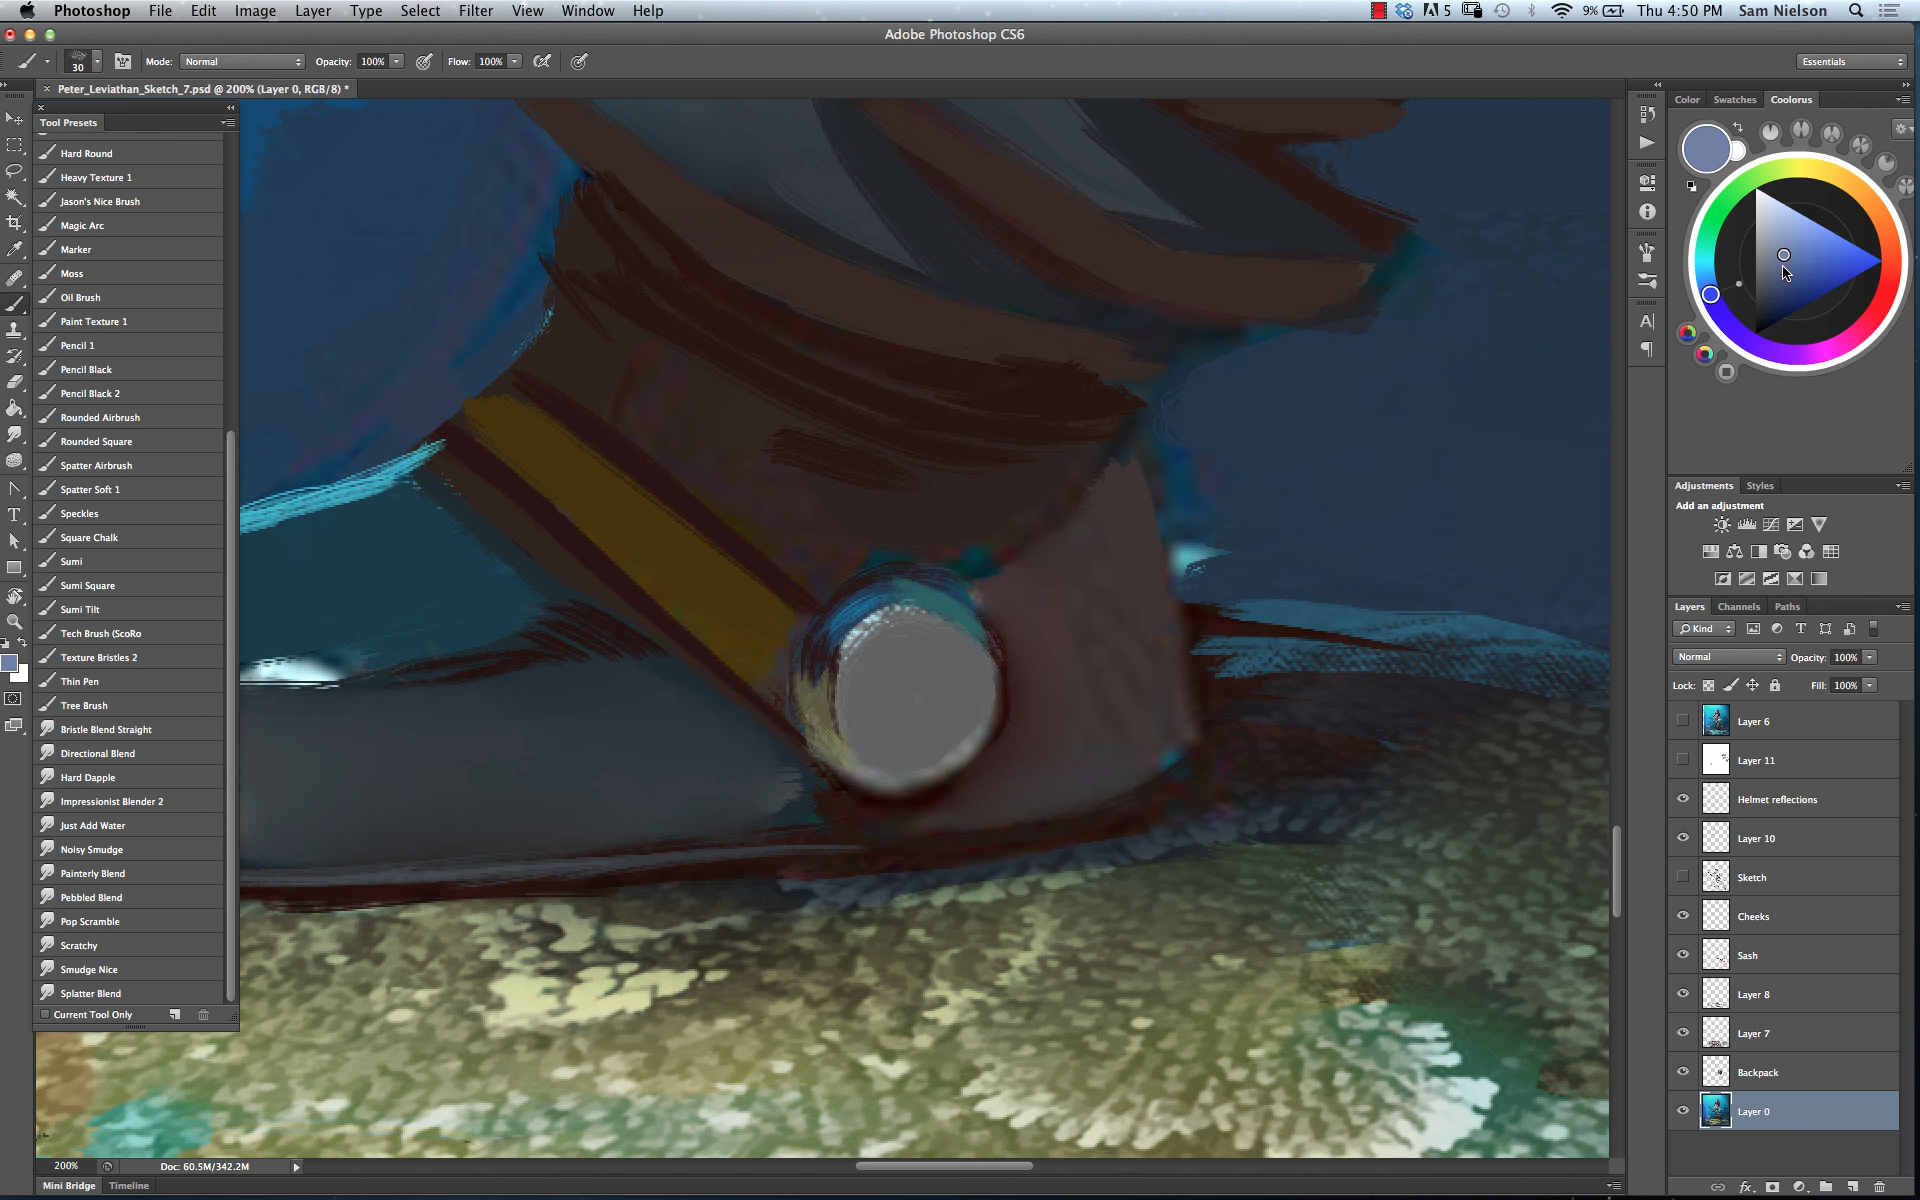 Photoshop File Edit Image Layer Type Select Filter View Window Help 5 9% Thu 4:50 PM Sam Nielson
Adobe Photoshop CS6
30 Mode: Normal Opacity: 100% Flow: 100% Essentials
Peter_Leviathan_Sketch_7.psd @ 200% (Layer 0, RGB/8) *
Tool Presets
Hard Round
Heavy Texture 1
Jason's Nice Brush
Magic Arc
Marker
Moss
Oil Brush
Paint Texture 1
Pencil 1
Pencil Black
Pencil Black 2
Rounded Airbrush
Rounded Square
Spatter Airbrush
Spatter Soft 1
Speckles
Square Chalk
Sumi
Sumi Square
Sumi Tilt
Tech Brush (ScoRo
Texture Bristles 2
Thin Pen
Tree Brush
Bristle Blend Straight
Directional Blend
Hard Dapple
Impressionist Blender 2
Just Add Water
Noisy Smudge
Painterly Blend
Pebbled Blend
Pop Scramble
Scratchy
Smudge Nice
Splatter Blend
Current Tool Only
200% Doc: 60.5M/342.2M
Mini Bridge Timeline
Color Swatches Coolorus
Adjustments Styles
Add an adjustment
Layers Channels Paths
Kind
Normal Opacity: 100%
Lock: Fill: 100%
Layer 6
Layer 11
Helmet reflections
Layer 10
Sketch
Cheeks
Sash
Layer 8
Layer 7
Backpack
Layer 0